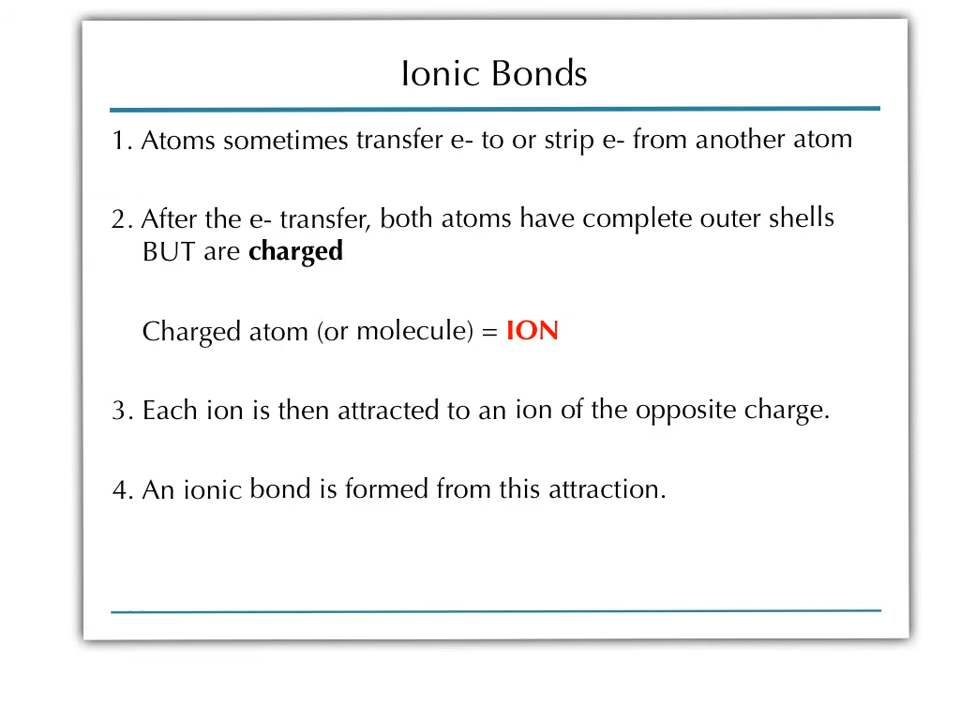 Ionic Bonds
1. Atoms sometimes transfer e- to or strip e- from another atom
2. After the e- transfer, both atoms have complete outer shells
BUT are charged
Charged atom (or molecule) = ION
3. Each ion is then attracted to an ion of the opposite charge.
4. An ionic bond is formed from this attraction.